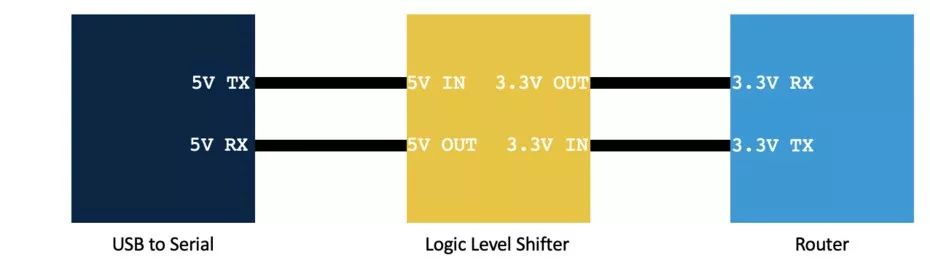 5V TX 5V IN 3.3V OUT 3.3V RX
5V RX 5V OUT 3.3V IN 3.3V TX
USB to Serial Logic Level Shifter Router